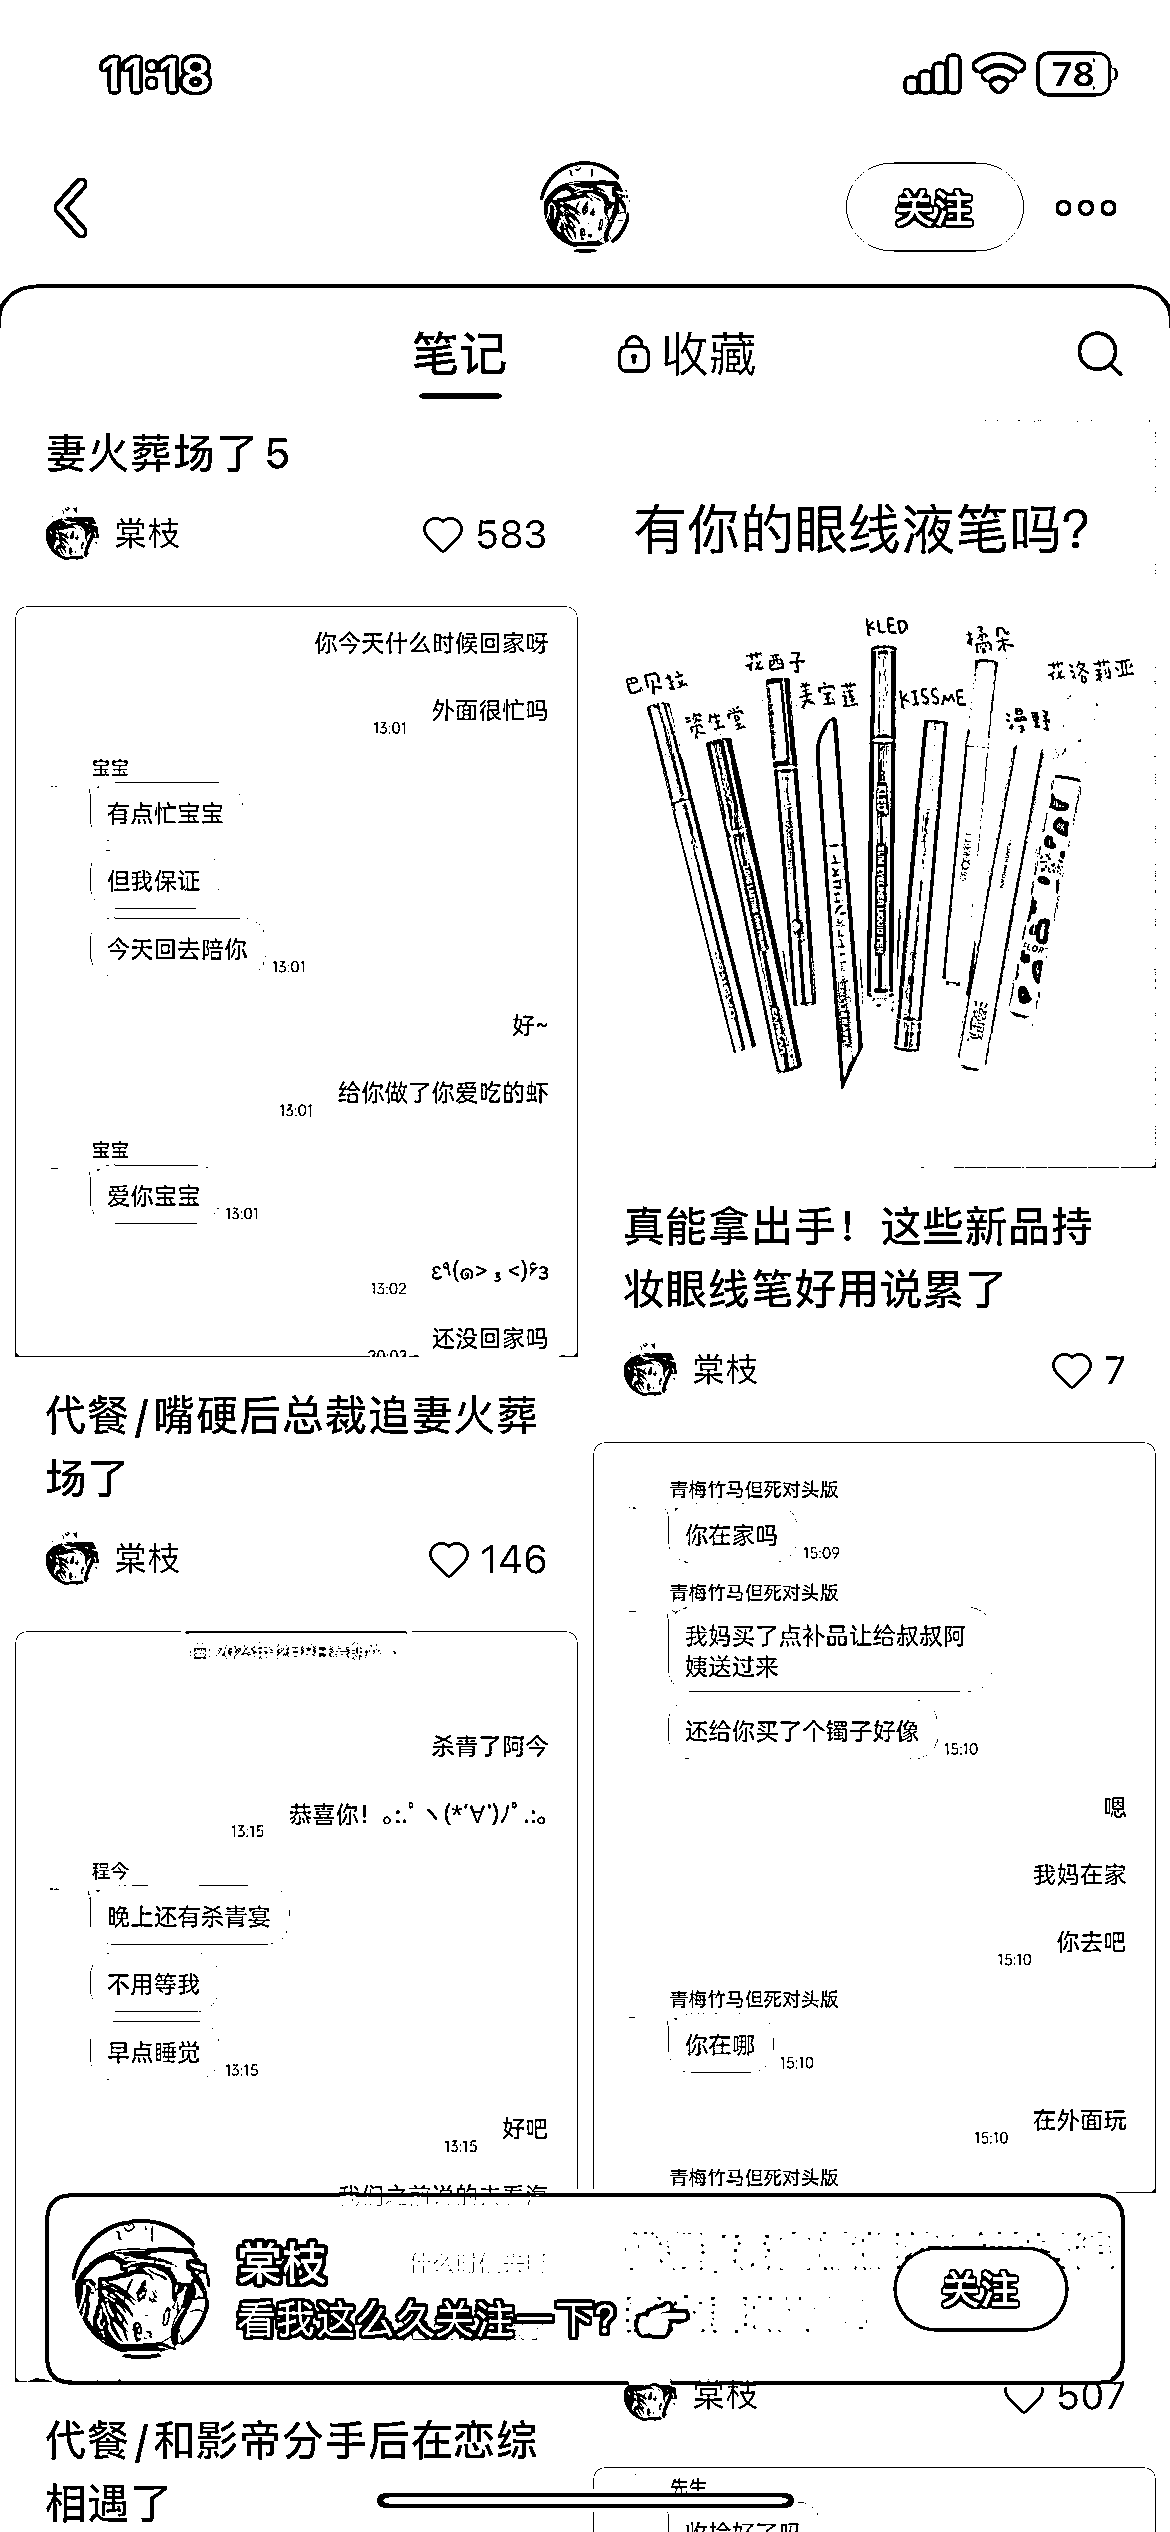 11:18
78
关注
笔记
收藏
妻火葬场了5
棠枝
583
你今天什么时候回家呀
外面很忙吗
13:01
宝宝
有点忙宝宝
但我保证
今天回去陪你
13:01
好~
给你做了你爱吃的虾
13:01
宝宝
爱你宝宝
13:01
13:02
还没回家吗
代餐/嘴硬后总裁追妻火葬
场了
棠枝
146
杀青了阿今
恭喜你!
13:15
程今
晚上还有杀青宴
不用等我
早点睡觉
13:15
好吧
13:15
我们之前说的去看海
代餐/和影帝分手后在恋综
相遇了
有你的眼线液笔吗?
KLED
橘朵
花西子
花洛莉亚
巴贝拉
美宝莲
KISSME
资生堂
漫野
真能拿出手！这些新品持
妆眼线笔好用说累了
棠枝
7
青梅竹马但死对头版
你在家吗
15:09
青梅竹马但死对头版
我妈买了点补品让给叔叔阿
姨送过来
还给你买了个镯子好像
15:10
嗯
我妈在家
你去吧
15:10
青梅竹马但死对头版
你在哪
15:10
在外面玩
15:10
青梅竹马但死对头版
棠枝
507
先生
收拾好了吗
棠枝
看我这么久关注一下?
关注